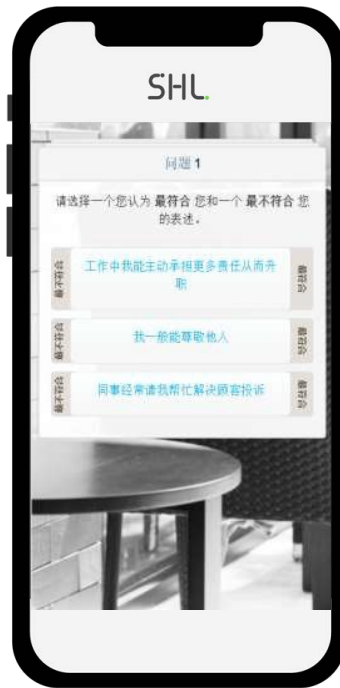 SHL.
问题 1
请选择一个您认为 最符合 您和一个 最不符合 您
的表述。
最不符合
工作中我能主动承担更多责任从而升
职
最符合
最不符合
我一般能尊敬他人
最符合
最不符合
同事经常请我帮忙解决顾客投诉
最符合